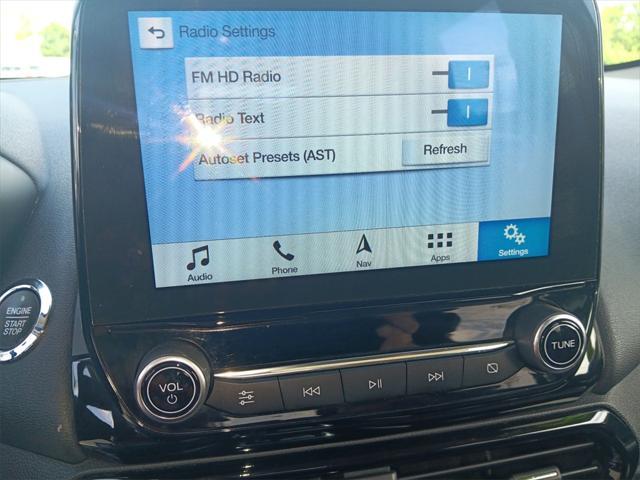 Radio Settings
FM HD Radio
Radio Text
Autoset Presets (AST)
Refresh
Audio
Phone
Nav
Apps
Settings
ENGINE
START
STOP
VOL
TUNE